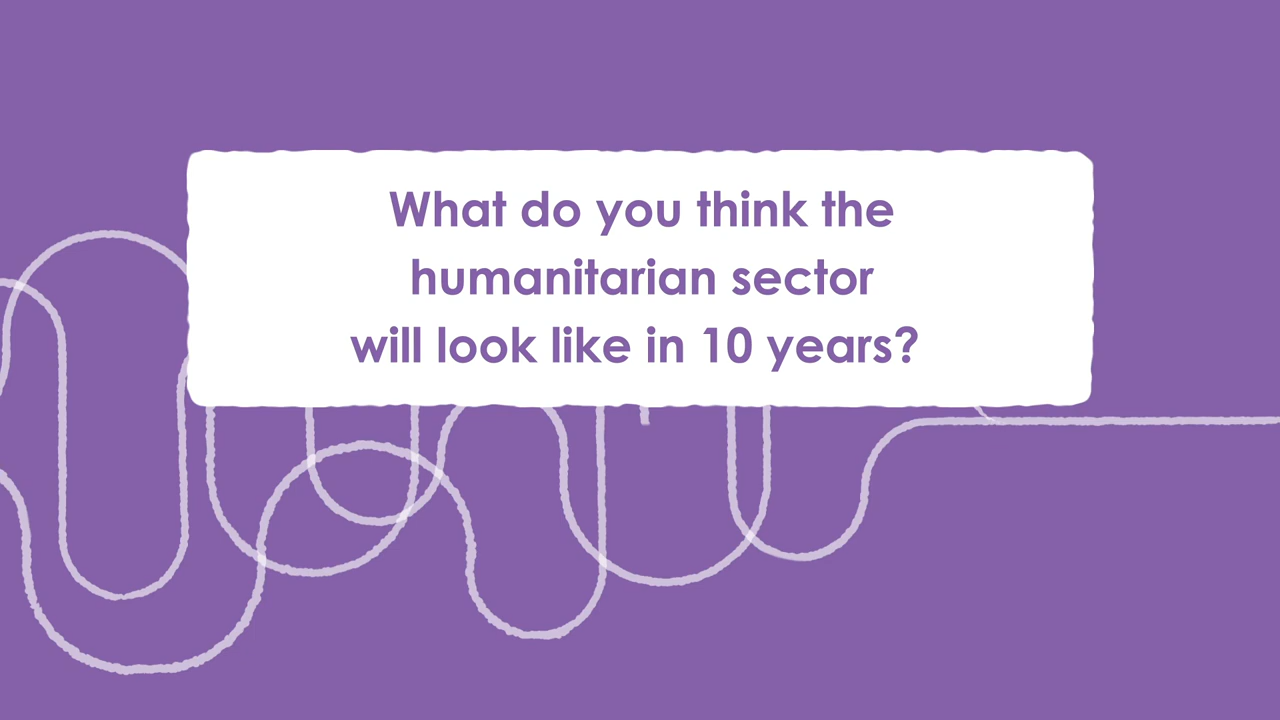 What do you think the
humanitarian sector
will look like in 10 years?